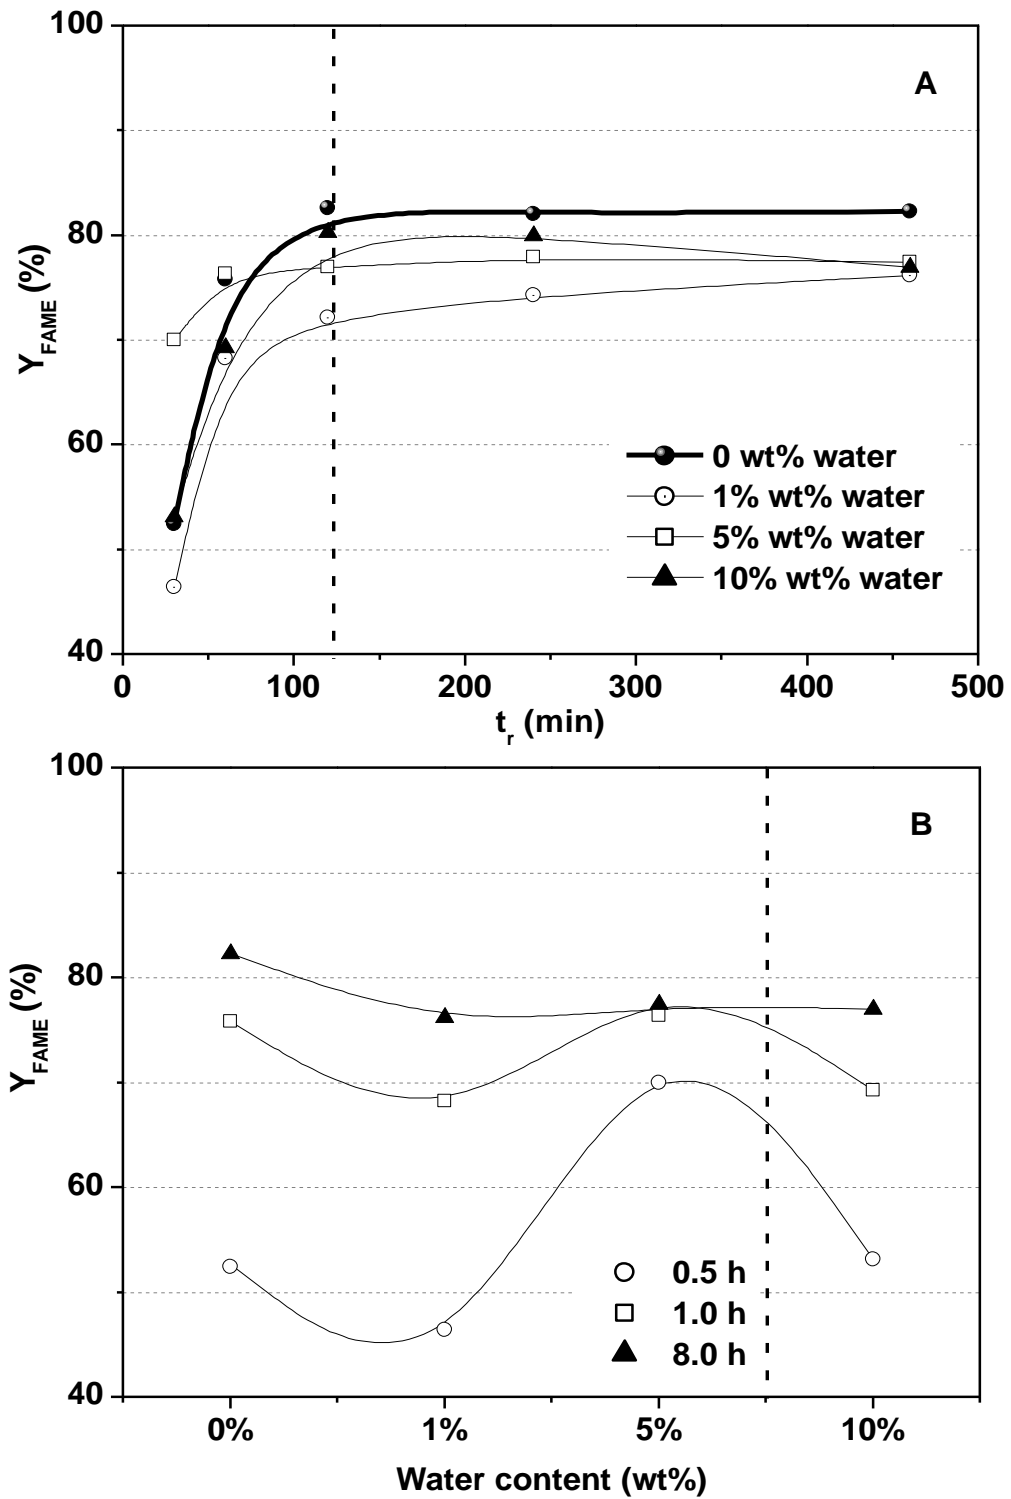 100
A
80
Y_FAME (%)
60
0 wt% water
1% wt% water
5% wt% water
10% wt% water
40
0 100 200 300 400 500
t_r (min)
100
B
80
Y_FAME (%)
60
0.5 h
1.0 h
8.0 h
40
0% 1% 5% 10%
Water content (wt%)